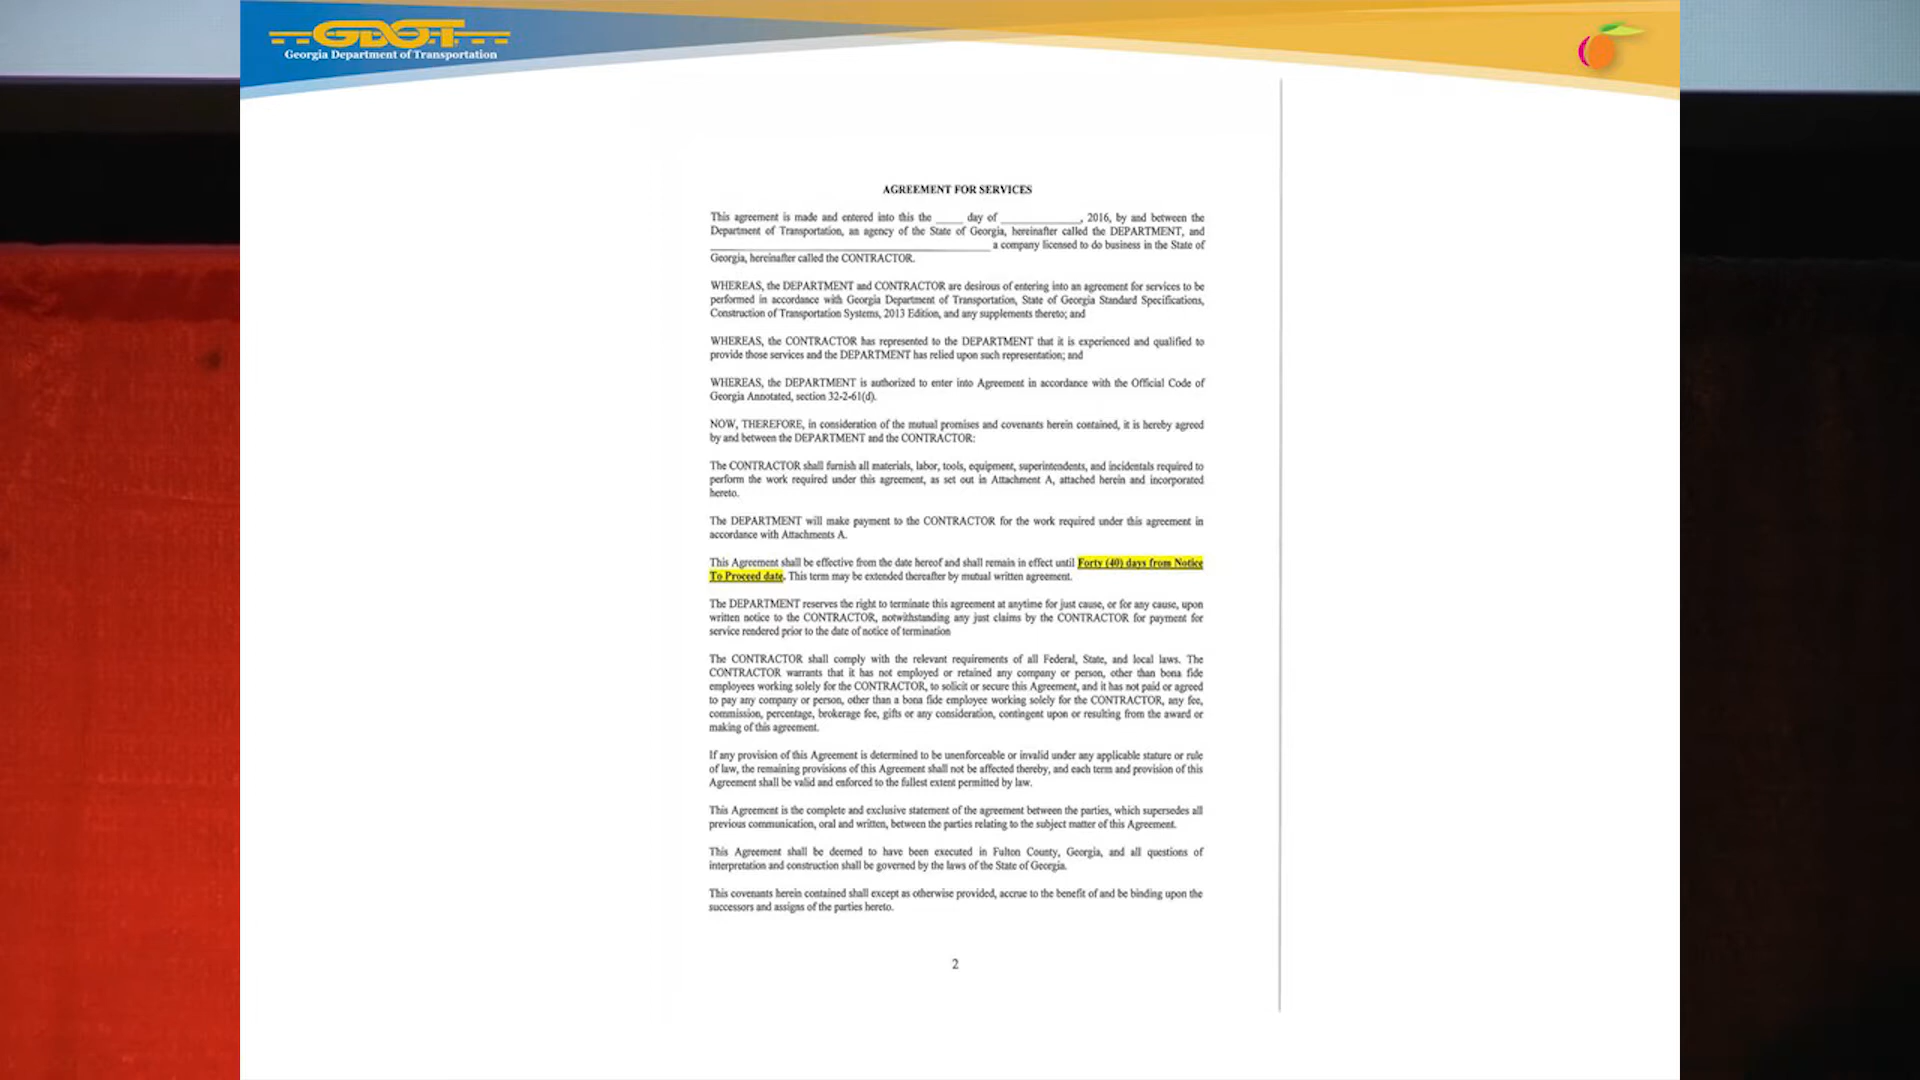 GDOT
Georgia Department of Transportation
AGREEMENT FOR SERVICES
This agreement is made and entered into this the _____ day of _______________, 2016, by and between the
Department of Transportation, an agency of the State of Georgia, hereinafter called the DEPARTMENT, and
____________________________________________________ a company licensed to do business in the State of
Georgia, hereinafter called the CONTRACTOR.
WHEREAS, the DEPARTMENT and CONTRACTOR are desirous of entering into an agreement for services to be
performed in accordance with Georgia Department of Transportation, State of Georgia Standard Specifications,
Construction of Transportation Systems, 2013 Edition, and any supplements thereto; and
WHEREAS, the CONTRACTOR has represented to the DEPARTMENT that it is experienced and qualified to
provide those services and the DEPARTMENT has relied upon such representation; and
WHEREAS, the DEPARTMENT is authorized to enter into Agreement in accordance with the Official Code of
Georgia Annotated, section 32-2-61(d).
NOW, THEREFORE, in consideration of the mutual promises and covenants herein contained, it is hereby agreed
by and between the DEPARTMENT and the CONTRACTOR:
The CONTRACTOR shall furnish all materials, labor, tools, equipment, superintendents, and incidentals required to
perform the work required under this agreement, as set out in Attachment A, attached herein and incorporated
hereto.
The DEPARTMENT will make payment to the CONTRACTOR for the work required under this agreement in
accordance with Attachments A.
This Agreement shall be effective from the date hereof and shall remain in effect until Forty (40) days from Notice
To Proceed date. This term may be extended thereafter by mutual written agreement.
The DEPARTMENT reserves the right to terminate this agreement at anytime for just cause, or for any cause, upon
written notice to the CONTRACTOR, notwithstanding any just claims by the CONTRACTOR for payment for
service rendered prior to the date of notice of termination
The CONTRACTOR shall comply with the relevant requirements of all Federal, State, and local laws. The
CONTRACTOR warrants that it has not employed or retained any company or person, other than bona fide
employees working solely for the CONTRACTOR, to solicit or secure this Agreement, and it has not paid or agreed
to pay any company or person, other than a bona fide employee working solely for the CONTRACTOR, any fee,
commission, percentage, brokerage fee, gifts or any consideration, contingent upon or resulting from the award or
making of this agreement.
If any provision of this Agreement is determined to be unenforceable or invalid under any applicable stature or rule
of law, the remaining provisions of this Agreement shall not be affected thereby, and each term and provision of this
Agreement shall be valid and enforced to the fullest extent permitted by law.
This Agreement is the complete and exclusive statement of the agreement between the parties, which supersedes all
previous communication, oral and written, between the parties relating to the subject matter of this Agreement.
This Agreement shall be deemed to have been executed in Fulton County, Georgia, and all questions of
interpretation and construction shall be governed by the laws of the State of Georgia.
This covenants herein contained shall except as otherwise provided, accrue to the benefit of and be binding upon the
successors and assigns of the parties hereto.
2